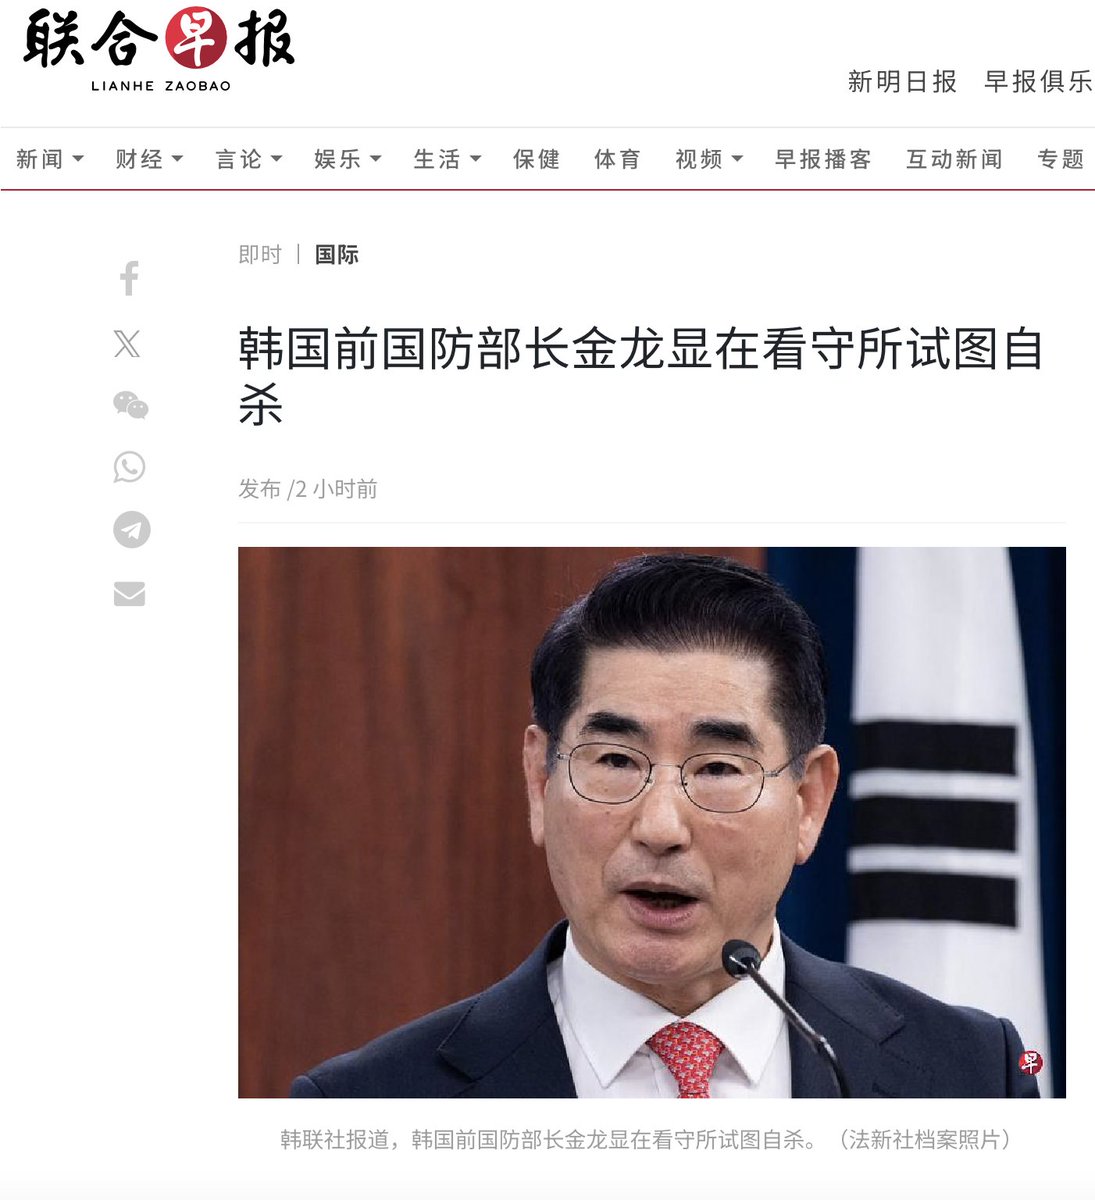 联合早报
LIANHE ZAOBAO
新明日报 早报俱乐
新闻 财经 言论 娱乐 生活 保健 体育 视频 早报播客 互动新闻 专题
即时 | 国际
韩国前国防部长金龙显在看守所试图自
杀
发布 /2 小时前
早
韩联社报道，韩国前国防部长金龙显在看守所试图自杀。（法新社档案照片）